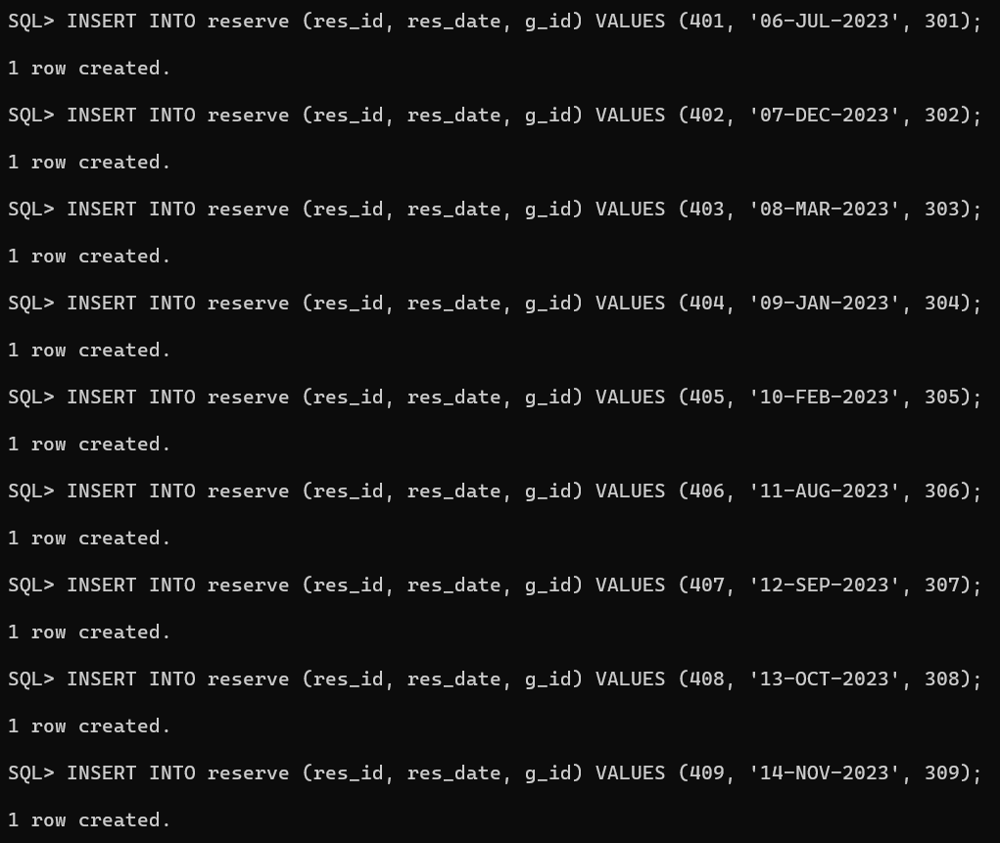 SQL> INSERT INTO reserve (res_id, res_date, g_id) VALUES (401, '06-JUL-2023', 301);
1 row created.
SQL> INSERT INTO reserve (res_id, res_date, g_id) VALUES (402, '07-DEC-2023', 302);
1 row created.
SQL> INSERT INTO reserve (res_id, res_date, g_id) VALUES (403, '08-MAR-2023', 303);
1 row created.
SQL> INSERT INTO reserve (res_id, res_date, g_id) VALUES (404, '09-JAN-2023', 304);
1 row created.
SQL> INSERT INTO reserve (res_id, res_date, g_id) VALUES (405, '10-FEB-2023', 305);
1 row created.
SQL> INSERT INTO reserve (res_id, res_date, g_id) VALUES (406, '11-AUG-2023', 306);
1 row created.
SQL> INSERT INTO reserve (res_id, res_date, g_id) VALUES (407, '12-SEP-2023', 307);
1 row created.
SQL> INSERT INTO reserve (res_id, res_date, g_id) VALUES (408, '13-OCT-2023', 308);
1 row created.
SQL> INSERT INTO reserve (res_id, res_date, g_id) VALUES (409, '14-NOV-2023', 309);
1 row created.